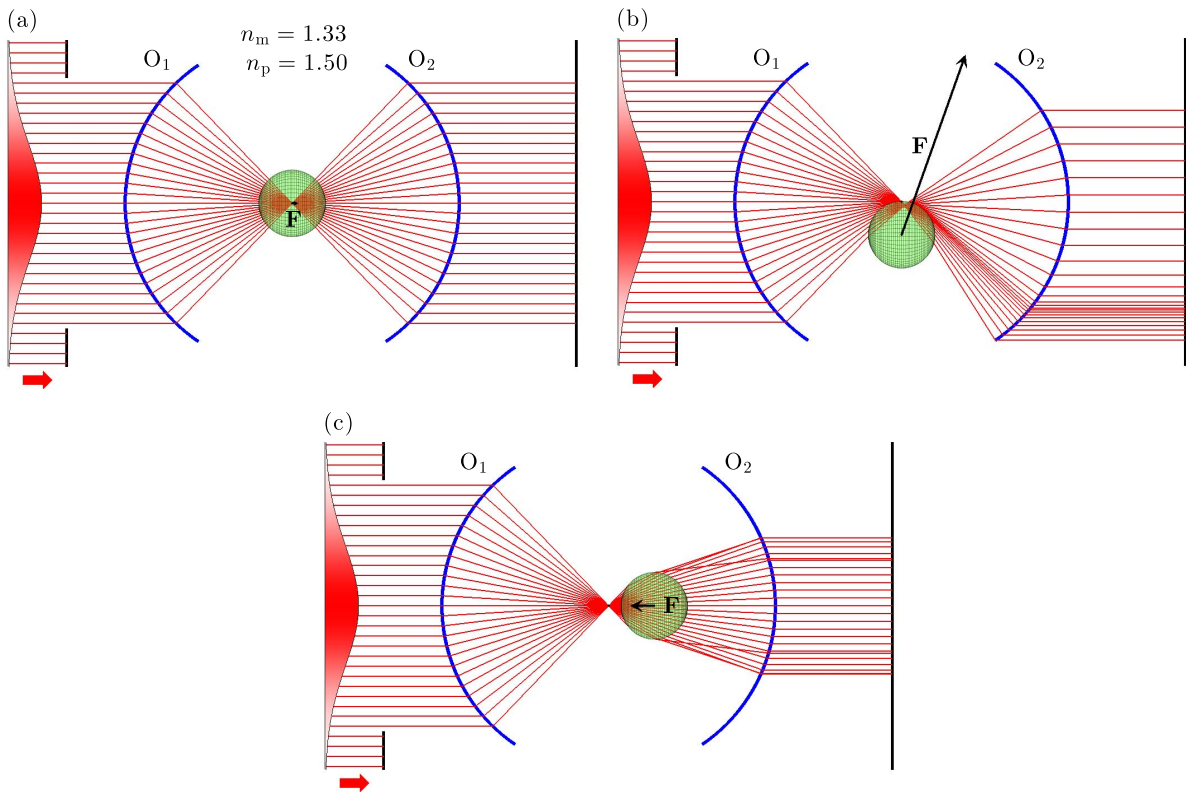 (a)
n_m = 1.33
n_p = 1.50
O₁
O₂
F
(b)
O₁
O₂
F
(c)
O₁
O₂
F